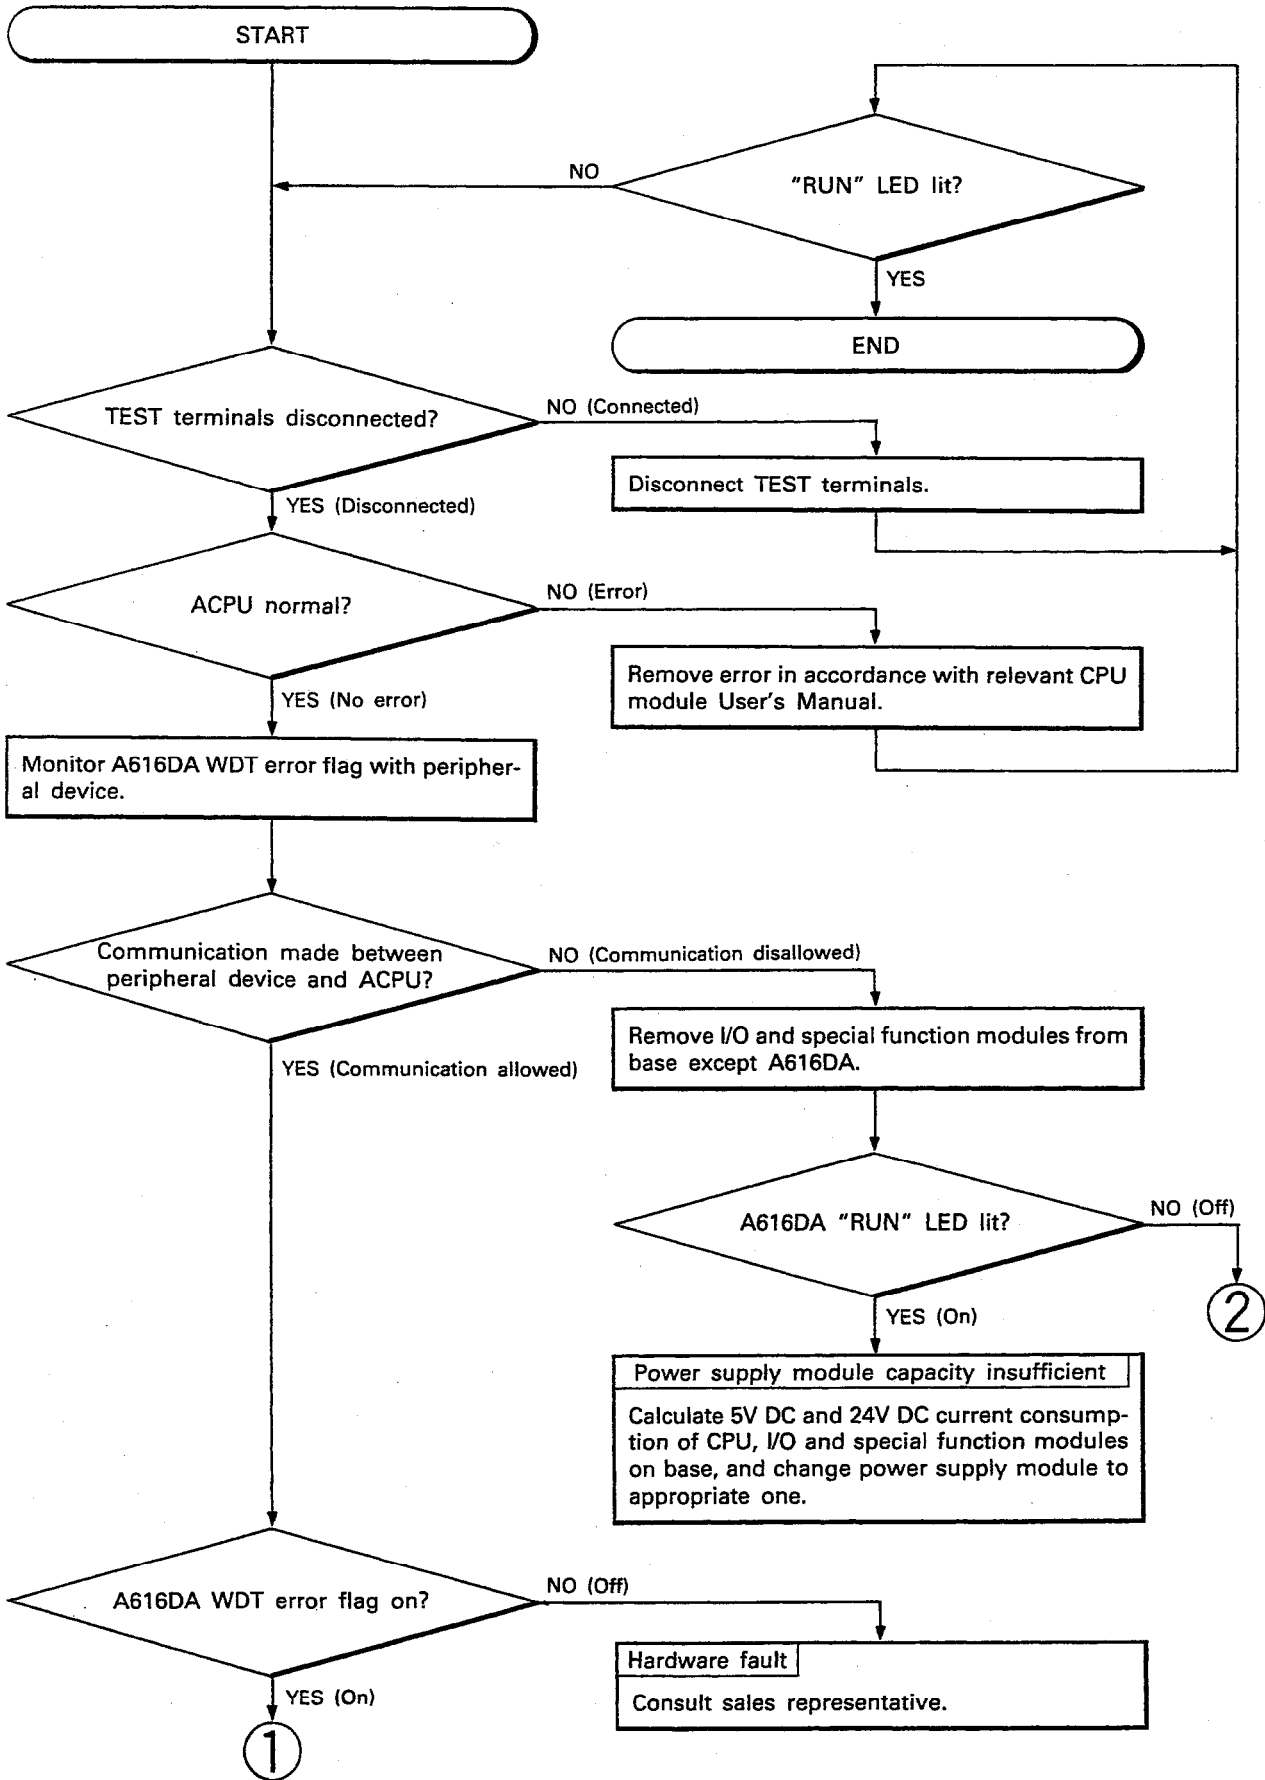 START
NO
"RUN" LED lit?
YES
END
TEST terminals disconnected?
NO (Connected)
Disconnect TEST terminals.
YES (Disconnected)
ACPU normal?
NO (Error)
Remove error in accordance with relevant CPU
module User's Manual.
YES (No error)
Monitor A616DA WDT error flag with peripher-
al device.
Communication made between
peripheral device and ACPU?
NO (Communication disallowed)
Remove I/O and special function modules from
base except A616DA.
YES (Communication allowed)
A616DA "RUN" LED lit?
NO (Off)
2
YES (On)
Power supply module capacity insufficient
Calculate 5V DC and 24V DC current consump-
tion of CPU, I/O and special function modules
on base, and change power supply module to
appropriate one.
A616DA WDT error flag on?
NO (Off)
Hardware fault
Consult sales representative.
YES (On)
1